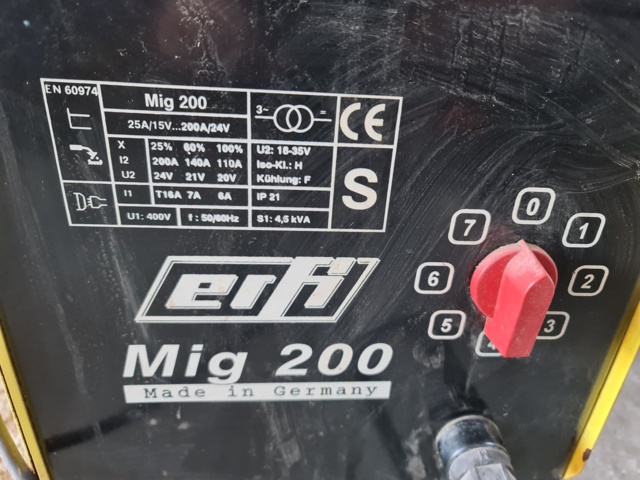 EN 60974
Mig 200
25A/15V...200A/24V
3~ =
CE
X 25% 60% 100%
I2 200A 140A 110A
U2 24V 21V 20V
U2: 18-35V
Iso-Kl.: H
Kühlung: F
S
I1 T16A 7A 6A
IP 21
U1: 400V f : 50/60Hz S1: 4,5 kVA
0
7 1
6 2
5 3
4
erfi
Mig 200
Made in Germany